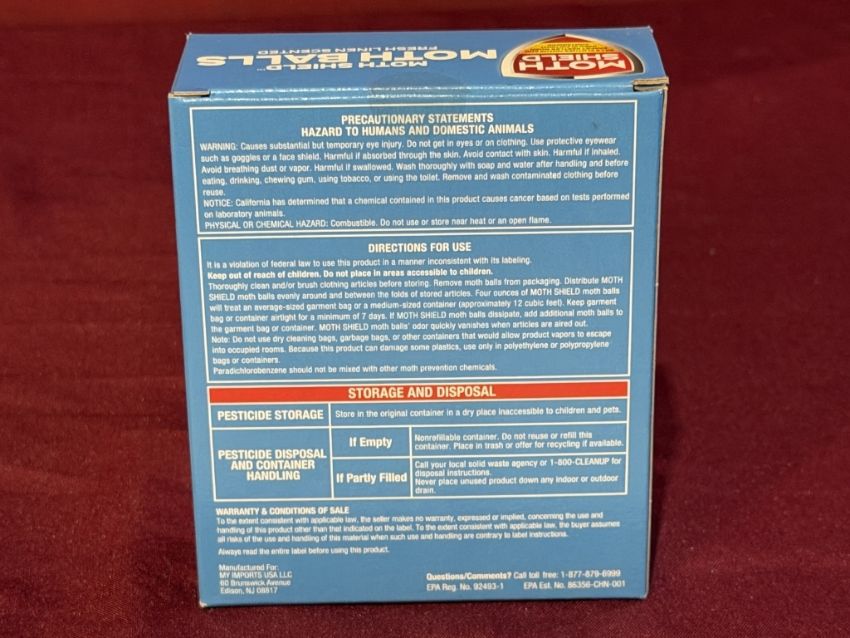 MOTH SHIELD™
MOTH BALLS
FRESH LINEN SCENTED
MOTH
SHIELD
PRECAUTIONARY STATEMENTS
HAZARD TO HUMANS AND DOMESTIC ANIMALS
WARNING: Causes substantial but temporary eye injury. Do not get in eyes or on clothing. Use protective eyewear
such as goggles or a face shield. Harmful if absorbed through the skin. Avoid contact with skin. Harmful if inhaled.
Avoid breathing dust or vapor. Harmful if swallowed. Wash thoroughly with soap and water after handling and before
eating, drinking, chewing gum, using tobacco, or using the toilet. Remove and wash contaminated clothing before
reuse.
NOTICE: California has determined that a chemical contained in this product causes cancer based on tests performed
on laboratory animals.
PHYSICAL OR CHEMICAL HAZARD: Combustible. Do not use or store near heat or an open flame.
DIRECTIONS FOR USE
It is a violation of federal law to use this product in a manner inconsistent with its labeling.
Keep out of reach of children. Do not place in areas accessible to children.
Thoroughly clean and/or brush clothing articles before storing. Remove moth balls from packaging. Distribute MOTH
SHIELD moth balls evenly around and between the folds of stored articles. Four ounces of MOTH SHIELD moth balls
will treat an average-sized garment bag or a medium-sized container (approximately 12 cubic feet). Keep garment
bag or container airtight for a minimum of 7 days. If MOTH SHIELD moth balls dissipate, add additional moth balls to
the garment bag or container. MOTH SHIELD moth balls' odor quickly vanishes when articles are aired out.
Note: Do not use dry cleaning bags, garbage bags, or other containers that would allow product vapors to escape
into occupied rooms. Because this product can damage some plastics, use only in polyethylene or polypropylene
bags or containers.
Paradichlorobenzene should not be mixed with other moth prevention chemicals.
STORAGE AND DISPOSAL
PESTICIDE STORAGE
Store in the original container in a dry place inaccessible to children and pets.
PESTICIDE DISPOSAL
AND CONTAINER
HANDLING
If Empty
Nonrefillable container. Do not reuse or refill this
container. Place in trash or offer for recycling if available.
If Partly Filled
Call your local solid waste agency or 1-800-CLEANUP for
disposal instructions.
Never place unused product down any indoor or outdoor
drain.
WARRANTY & CONDITIONS OF SALE
To the extent consistent with applicable law, the seller makes no warranty, expressed or implied, concerning the use and
handling of this product other than that indicated on the label. To the extent consistent with applicable law, the buyer assumes
all risks of the use and handling of this material when such use and handling are contrary to label instructions.
Always read the entire label before using this product.
Manufactured For:
MY IMPORTS USA LLC
60 Brunswick Avenue
Edison, NJ 08817
Questions/Comments? Call toll free: 1-877-879-6999
EPA Reg. No. 92493-1 EPA Est. No. 86356-CHN-001